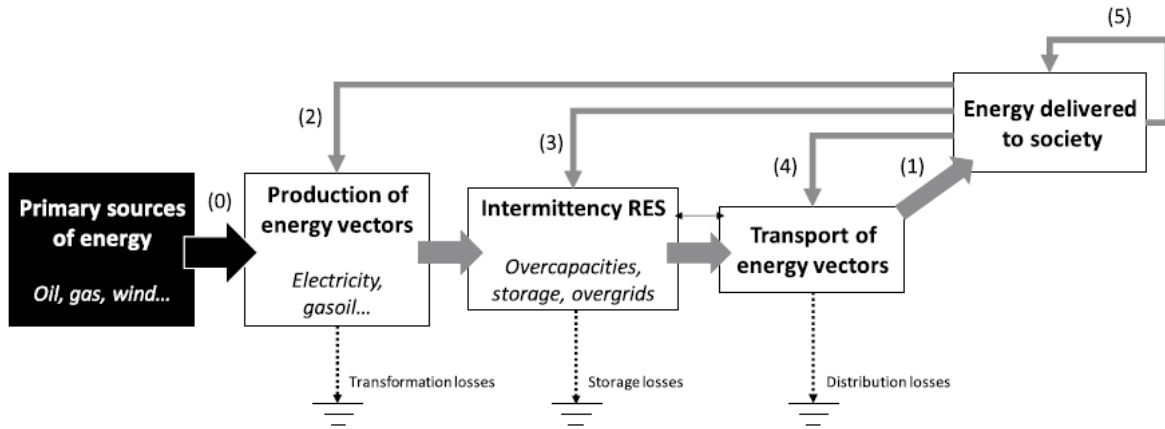 (5)
Energy delivered
to society
(2)
(3)
(4)
(1)
(0)
Primary sources
of energy
Oil, gas, wind...
Production of
energy vectors
Electricity,
gasoil...
Intermittency RES
Overcapacities,
storage, overgrids
Transport of
energy vectors
Transformation losses
Storage losses
Distribution losses